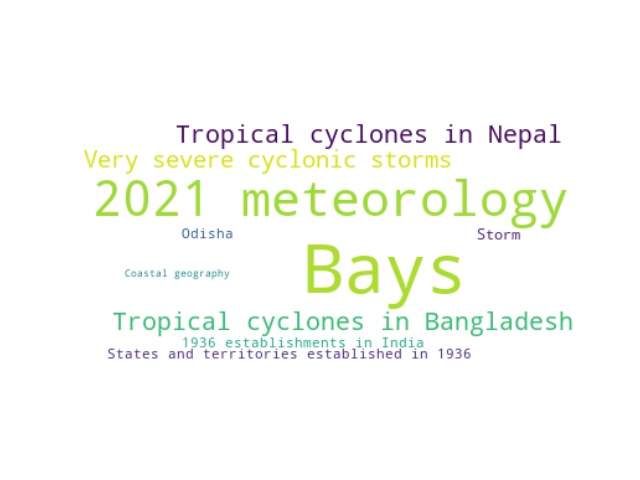 Tropical cyclones in Nepal
Very severe cyclonic storms
2021 meteorology
Odisha
Storm
Bays
Coastal geography
Tropical cyclones in Bangladesh
1936 establishments in India
States and territories established in 1936